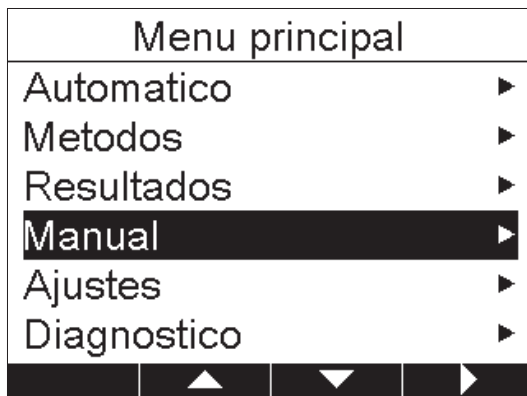 Menu principal
Automatico
Metodos
Resultados
Manual
Ajustes
Diagnostico